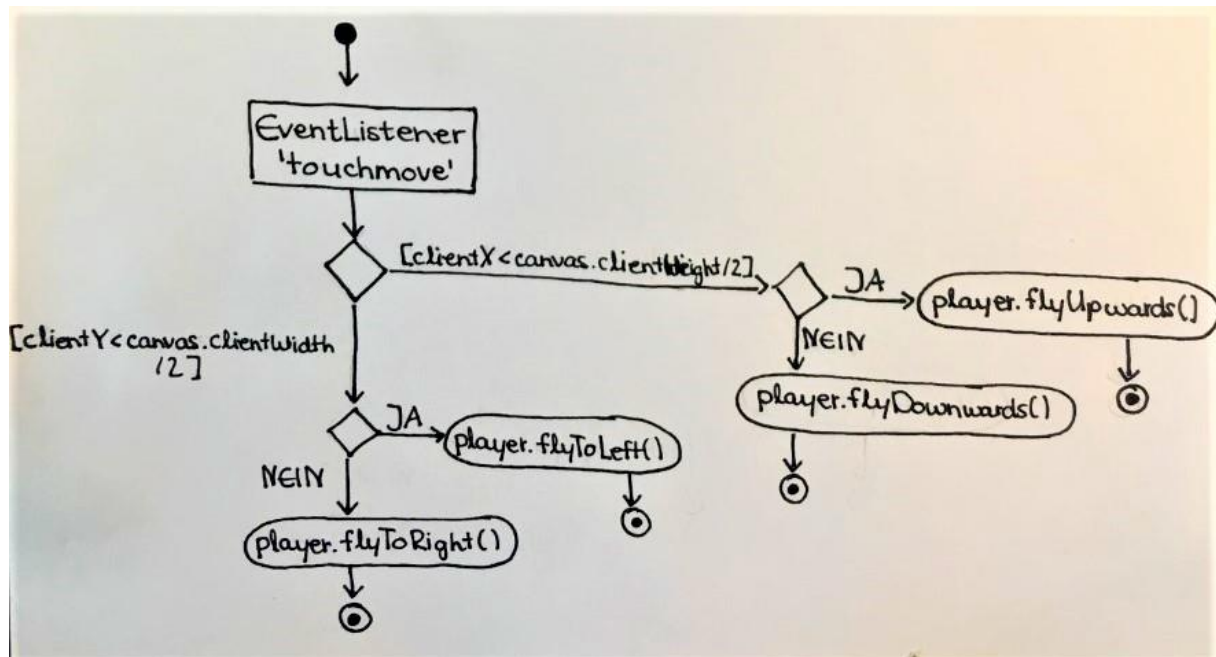 EventListener
'touchmove'
[clientX<canvas.clientHeight/2]
JA
player.flyUpwards()
NEIN
player.flyDownwards()
[clientY<canvas.clientWidth
/2]
JA
player.flyToLeft()
NEIN
player.flyToRight()